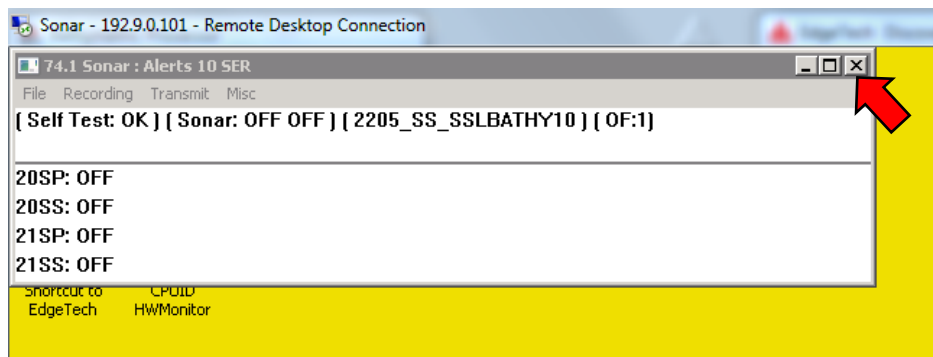 Sonar - 192.9.0.101 - Remote Desktop Connection
EdgeTech
74.1 Sonar : Alerts 10 SER
File Recording Transmit Misc
( Self Test: OK ) ( Sonar: OFF OFF ) ( 2205_SS_SSLBATHY10 ) ( OF:1)
20SP: OFF
20SS: OFF
21SP: OFF
21SS: OFF
Shortcut to CPUID
EdgeTech HWMonitor